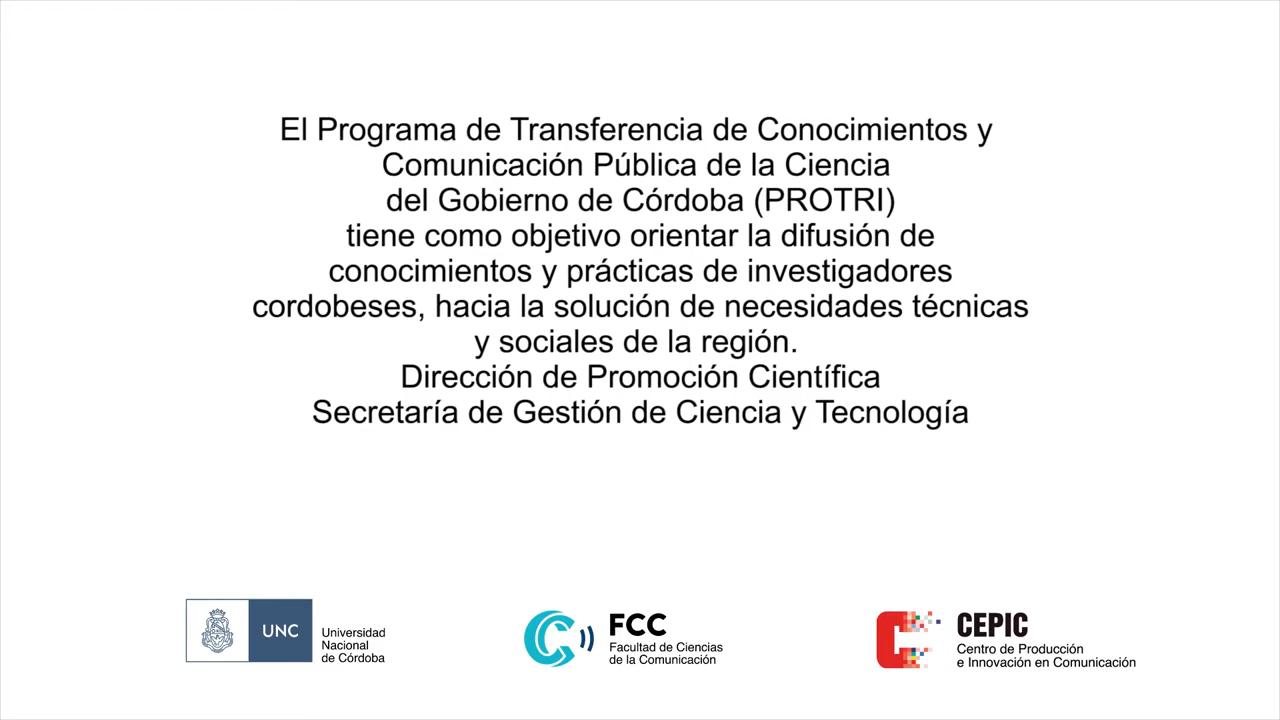 El Programa de Transferencia de Conocimientos y
Comunicación Pública de la Ciencia
del Gobierno de Córdoba (PROTRI)
tiene como objetivo orientar la difusión de
conocimientos y prácticas de investigadores
cordobeses, hacia la solución de necesidades técnicas
y sociales de la región.
Dirección de Promoción Científica
Secretaría de Gestión de Ciencia y Tecnología
UNC
Universidad
Nacional
de Córdoba
FCC
Facultad de Ciencias
de la Comunicación
CEPIC
Centro de Producción
e Innovación en Comunicación